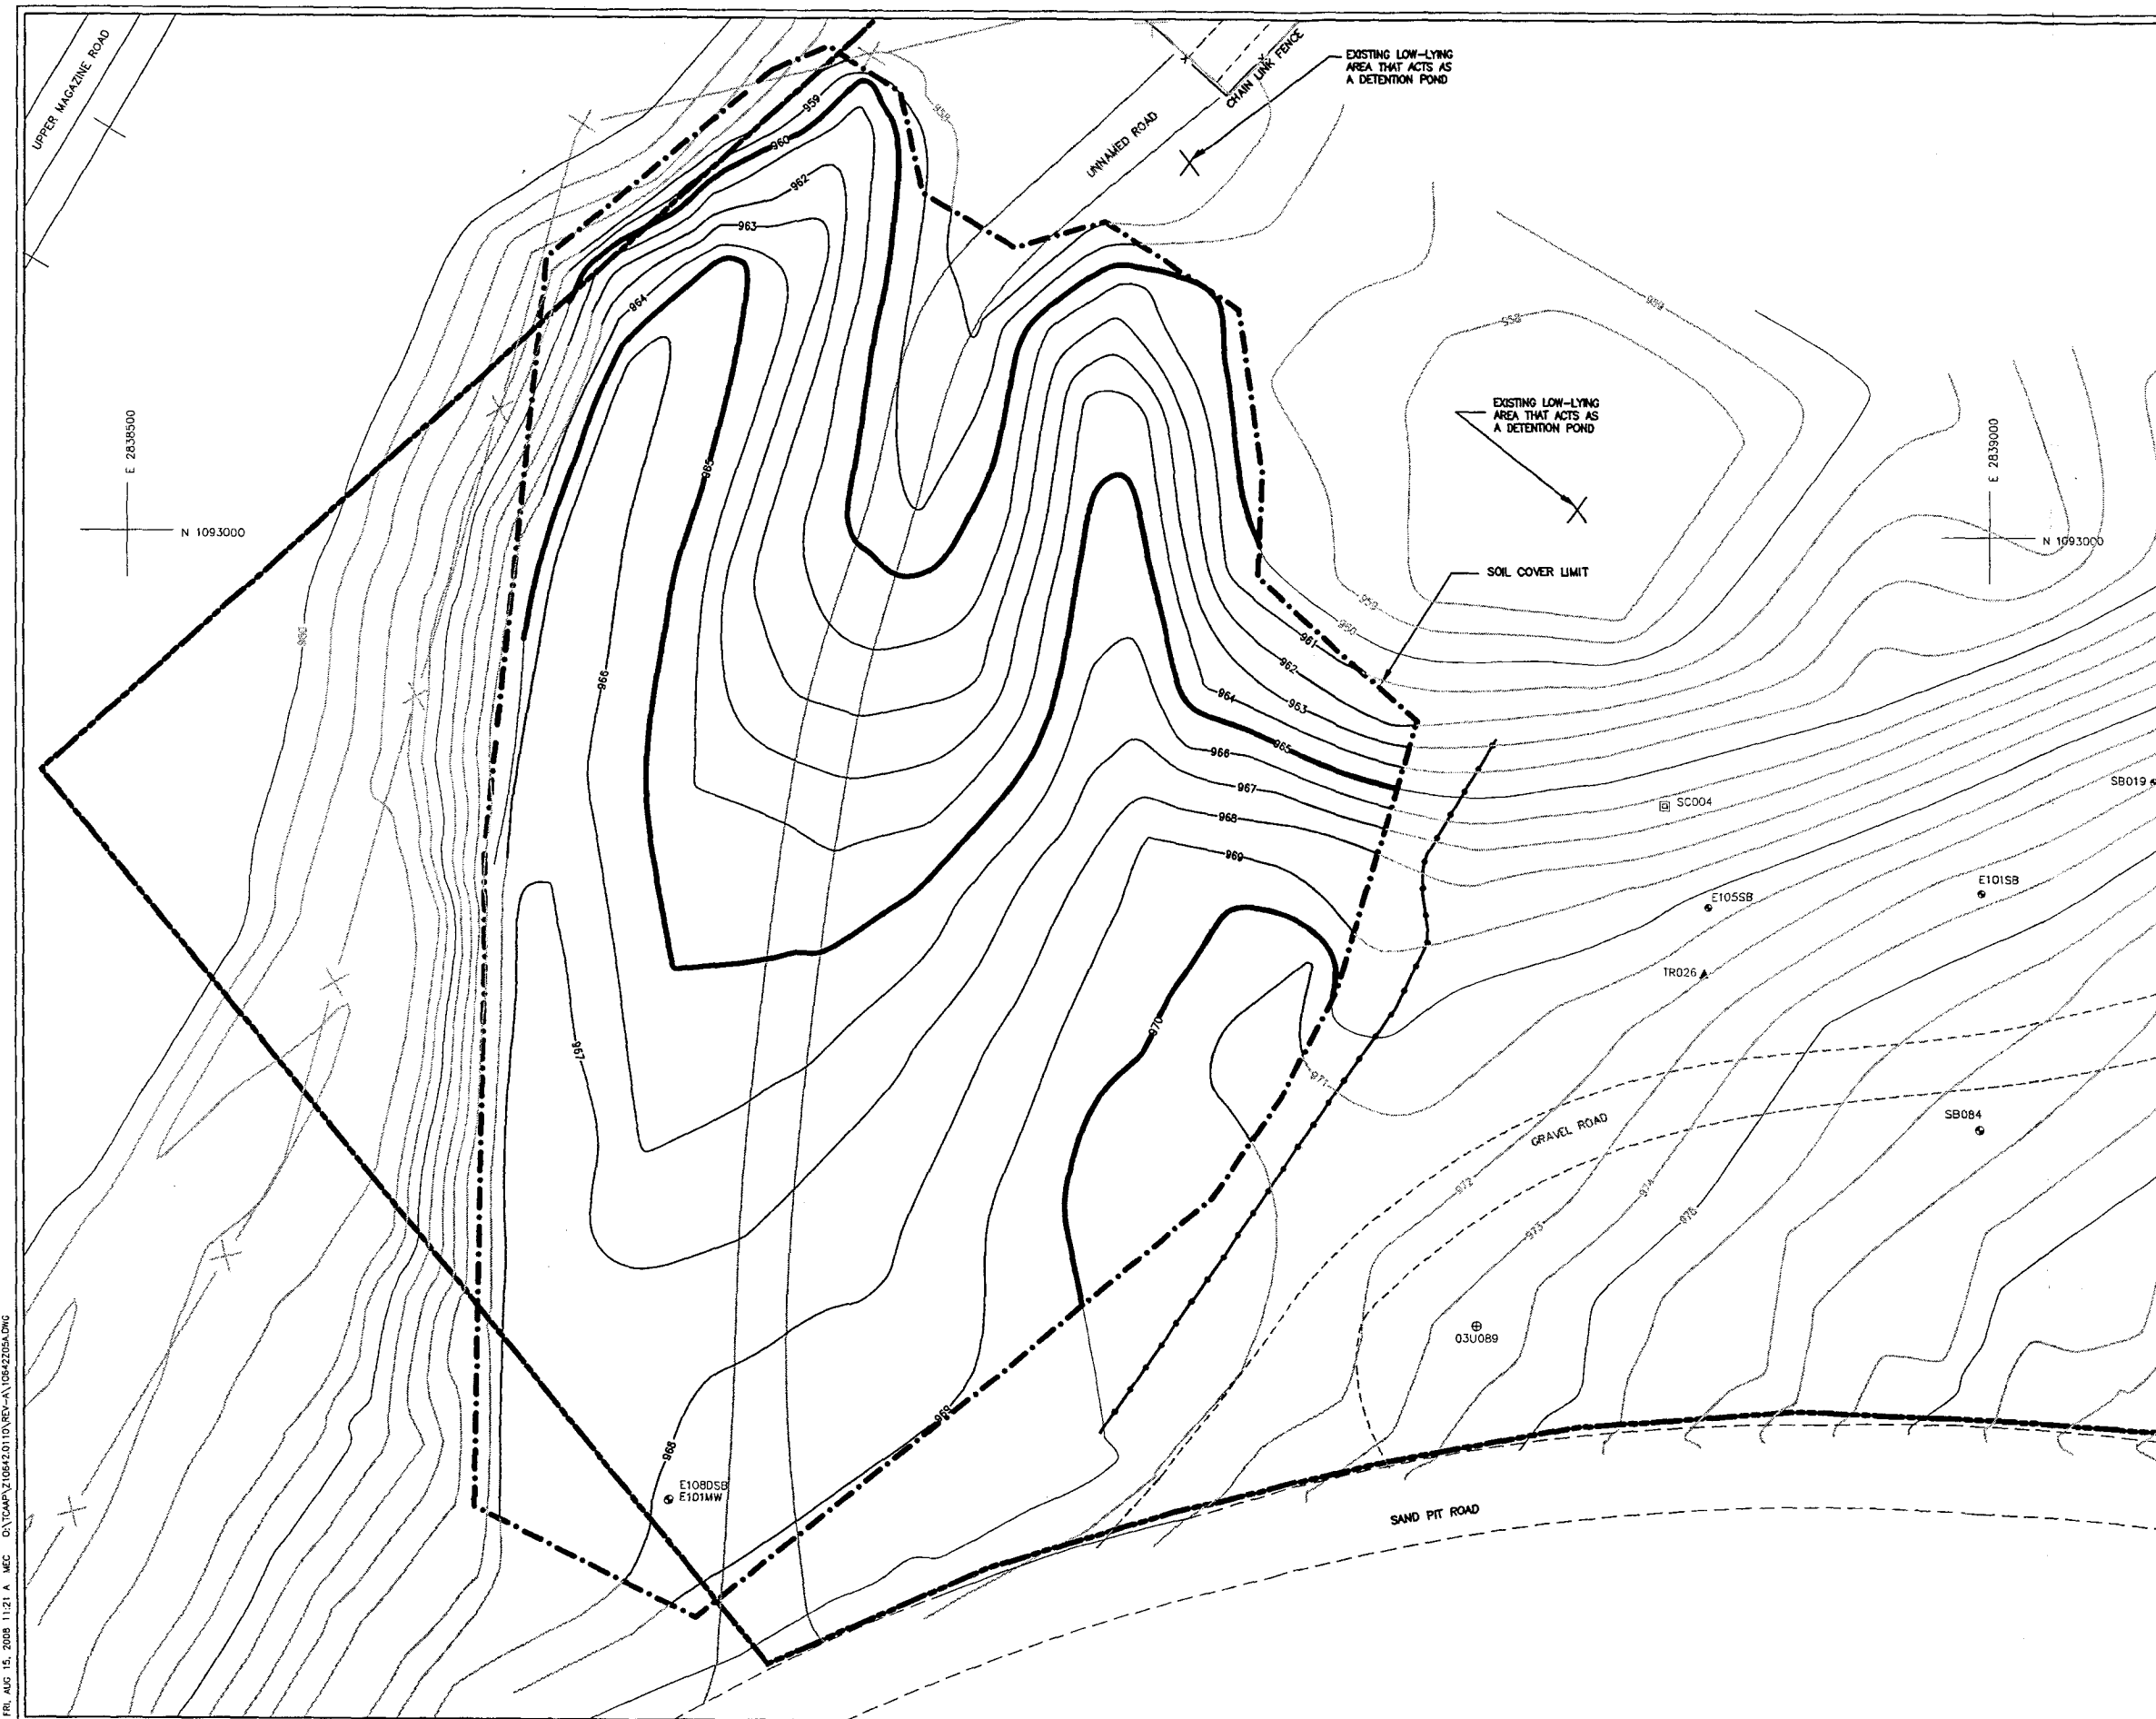 UPPER MAGAZINE ROAD
EXISTING LOW-LYING
AREA THAT ACTS AS
A DETENTION POND
CHAIN LINK FENCE
UNNAMED ROAD
959
958
960
962
963
964
965
E 2838500
N 1093000
EXISTING LOW-LYING
AREA THAT ACTS AS
A DETENTION POND
E 2839000
N 1093000
SOIL COVER LIMIT
959
960
961
962
963
964
965
966
967
968
969
966
967
970
971
972
973
974
975
968
969
SC004
SB019
E105SB
E101SB
TR026
SB084
GRAVEL ROAD
03U089
E108DSB
E101MW
SAND PIT ROAD
FRI, AUG 15, 2008 11:21 A MEC